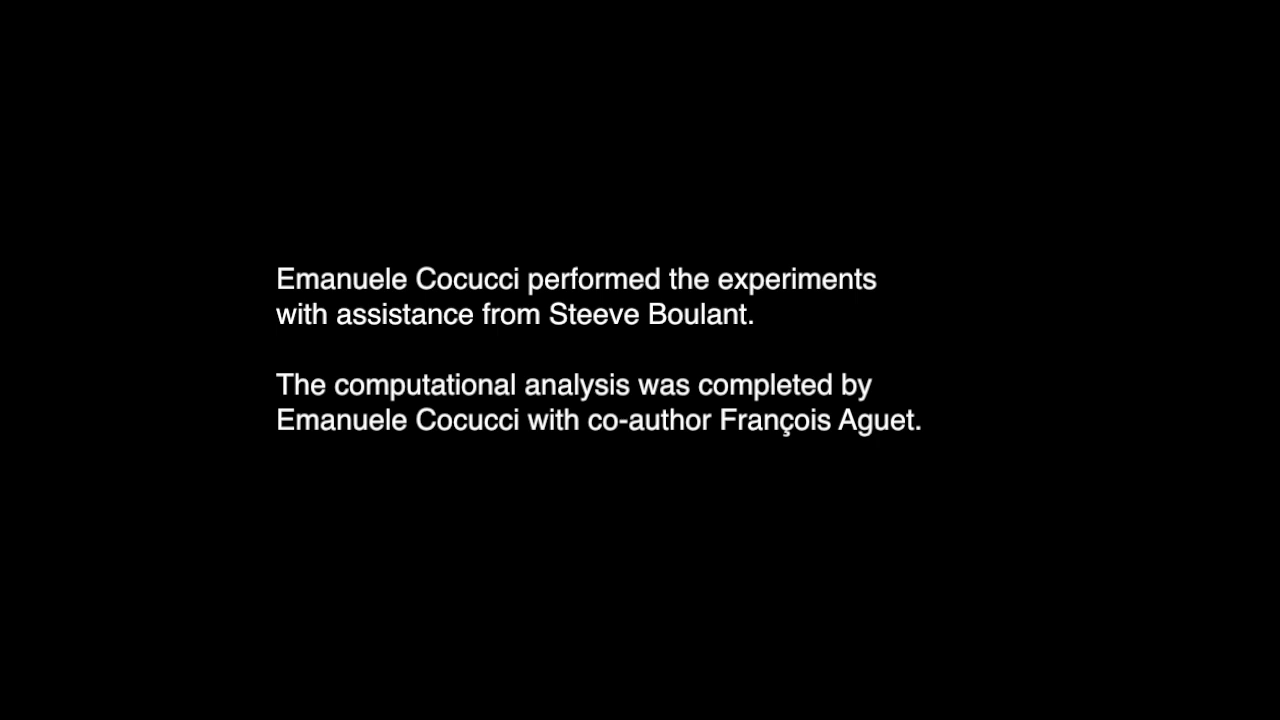 Emanuele Cocucci performed the experiments
with assistance from Steeve Boulant.
The computational analysis was completed by
Emanuele Cocucci with co-author François Aguet.